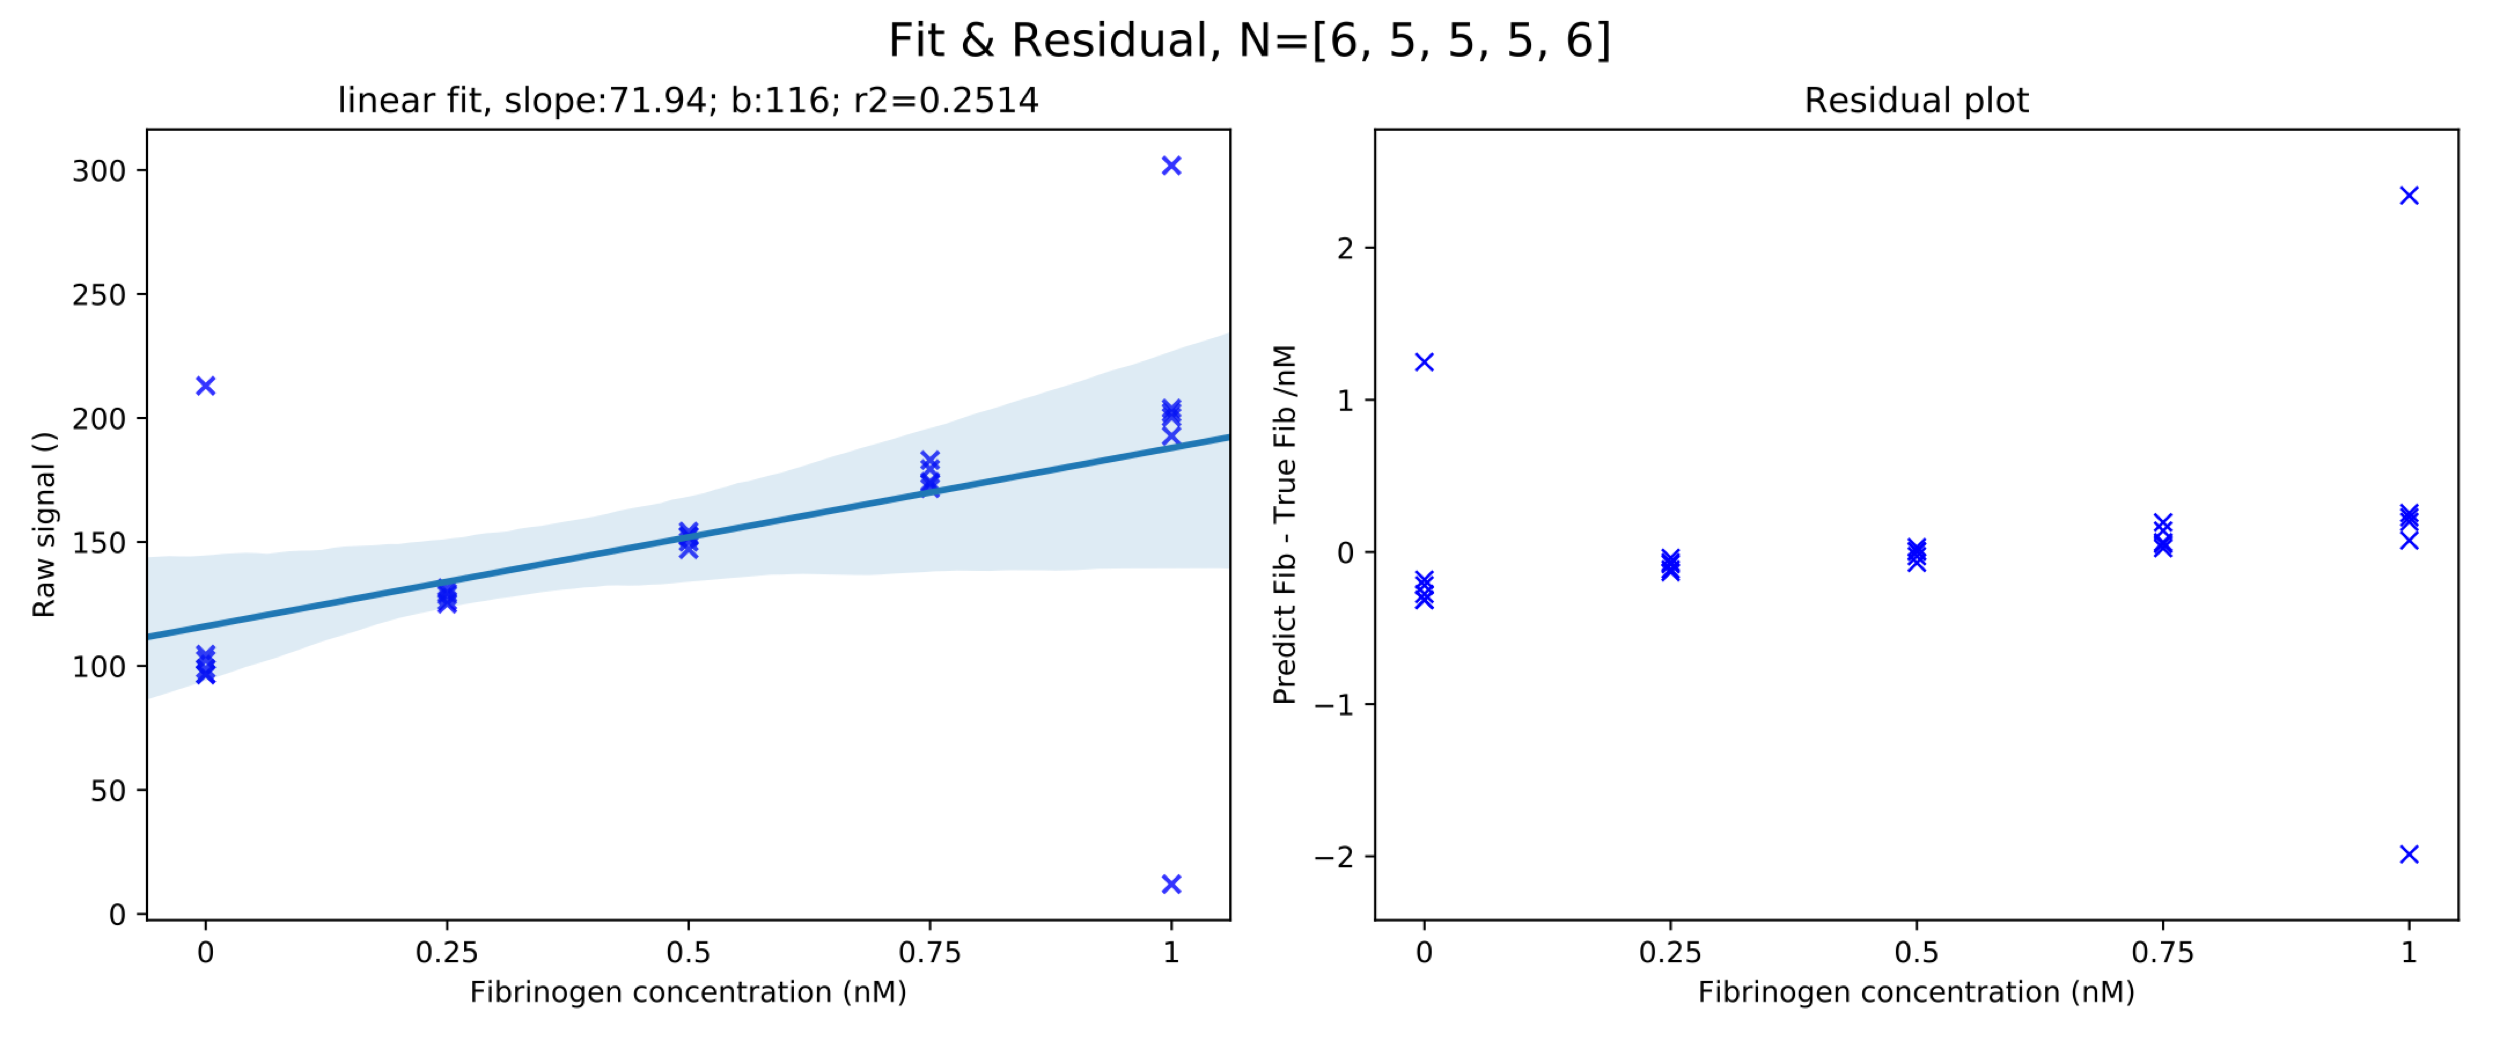 Fit & Residual, N=[6, 5, 5, 5, 6]
linear fit, slope:71.94; b:116; r2=0.2514
Raw signal ()
300
250
200
150
100
50
0
0 0.25 0.5 0.75 1
Fibrinogen concentration (nM)
Residual plot
Predict Fib - True Fib /nM
2
1
0
−1
−2
0 0.25 0.5 0.75 1
Fibrinogen concentration (nM)